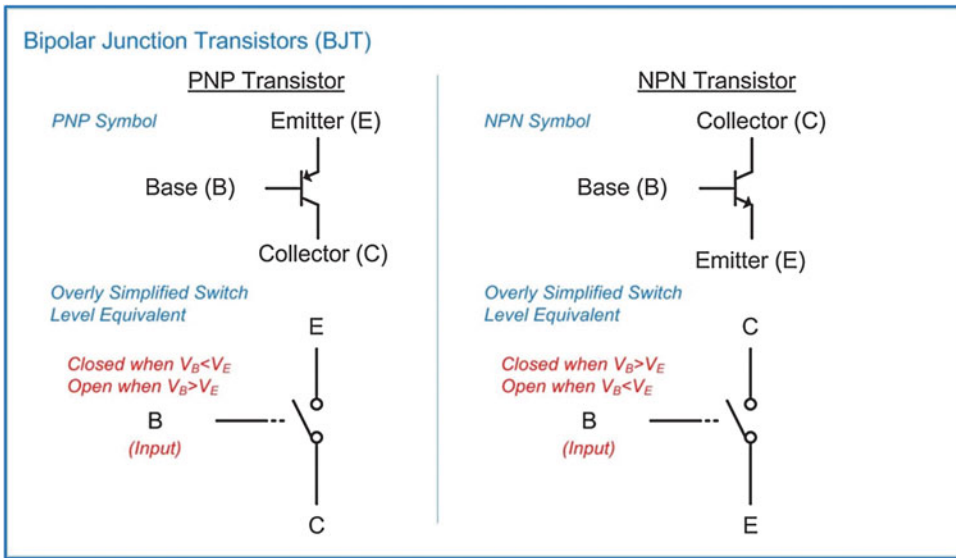 Bipolar Junction Transistors (BJT)
PNP Transistor
PNP Symbol
Emitter (E)
Base (B)
Collector (C)
Overly Simplified Switch
Level Equivalent
E
Closed when VB<VE
Open when VB>VE
B
(Input)
C
NPN Transistor
NPN Symbol
Collector (C)
Base (B)
Emitter (E)
Overly Simplified Switch
Level Equivalent
C
Closed when VB>VE
Open when VB<VE
B
(Input)
E